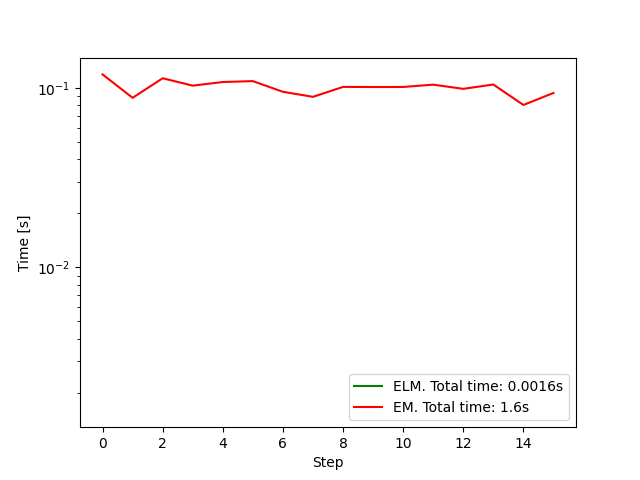 10⁻¹
10⁻²
Time [s]
ELM. Total time: 0.0016s
EM. Total time: 1.6s
0 2 4 6 8 10 12 14
Step